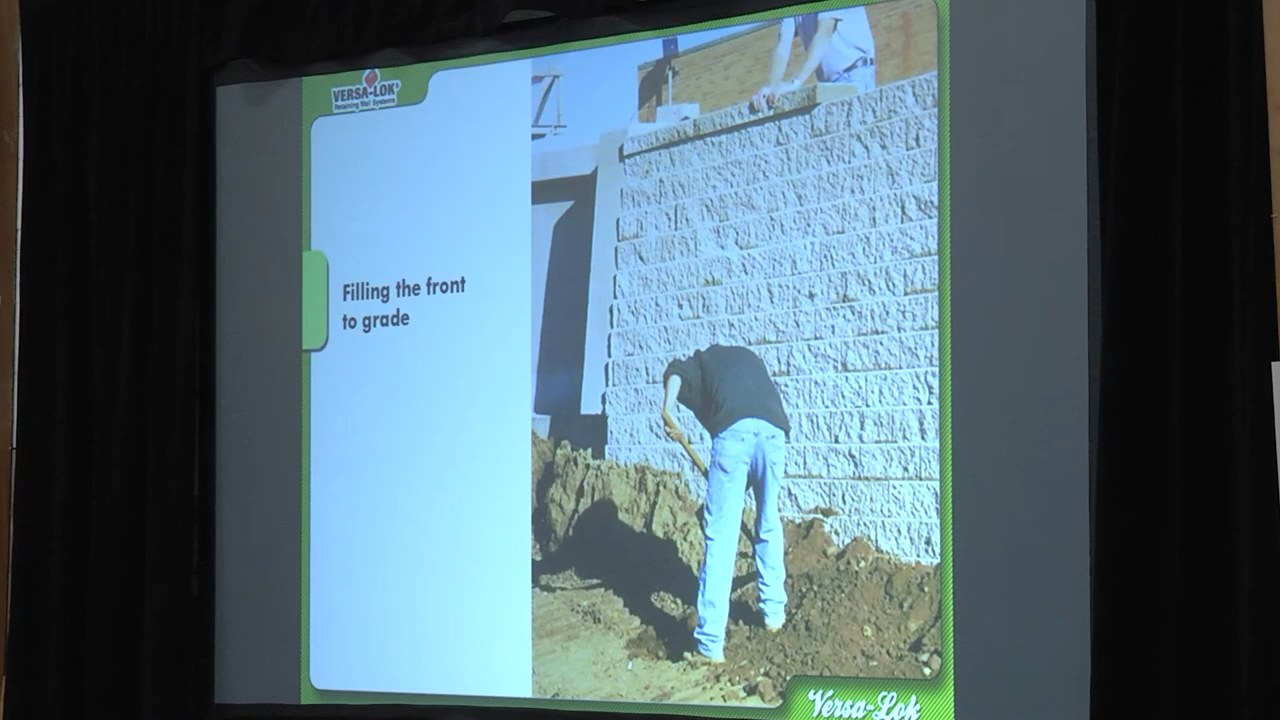 VERSA-LOK®
Retaining Wall Systems
Filling the front
to grade
Versa-Lok